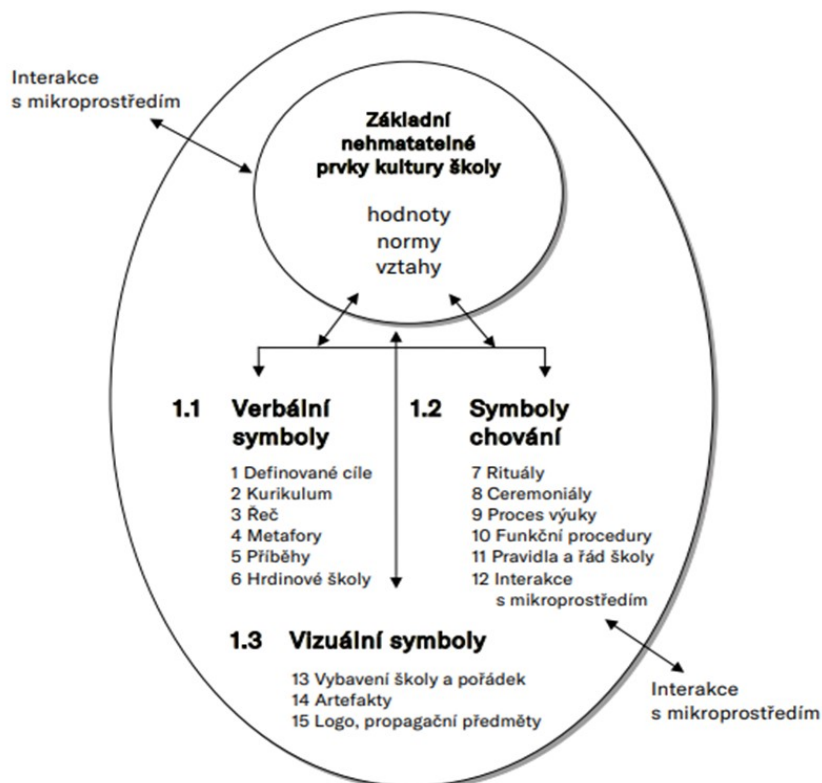 Interakce
s mikroprostředím
Základní
nehmatatelné
prvky kultury školy
hodnoty
normy
vztahy
1.1 Verbální
symboly
1 Definované cíle
2 Kurikulum
3 Řeč
4 Metafory
5 Příběhy
6 Hrdinové školy
1.2 Symboly
chování
7 Rituály
8 Ceremoniály
9 Proces výuky
10 Funkční procedury
11 Pravidla a řád školy
12 Interakce
s mikroprostředím
1.3 Vizuální symboly
13 Vybavení školy a pořádek
14 Artefakty
15 Logo, propagační předměty
Interakce
s mikroprostředím